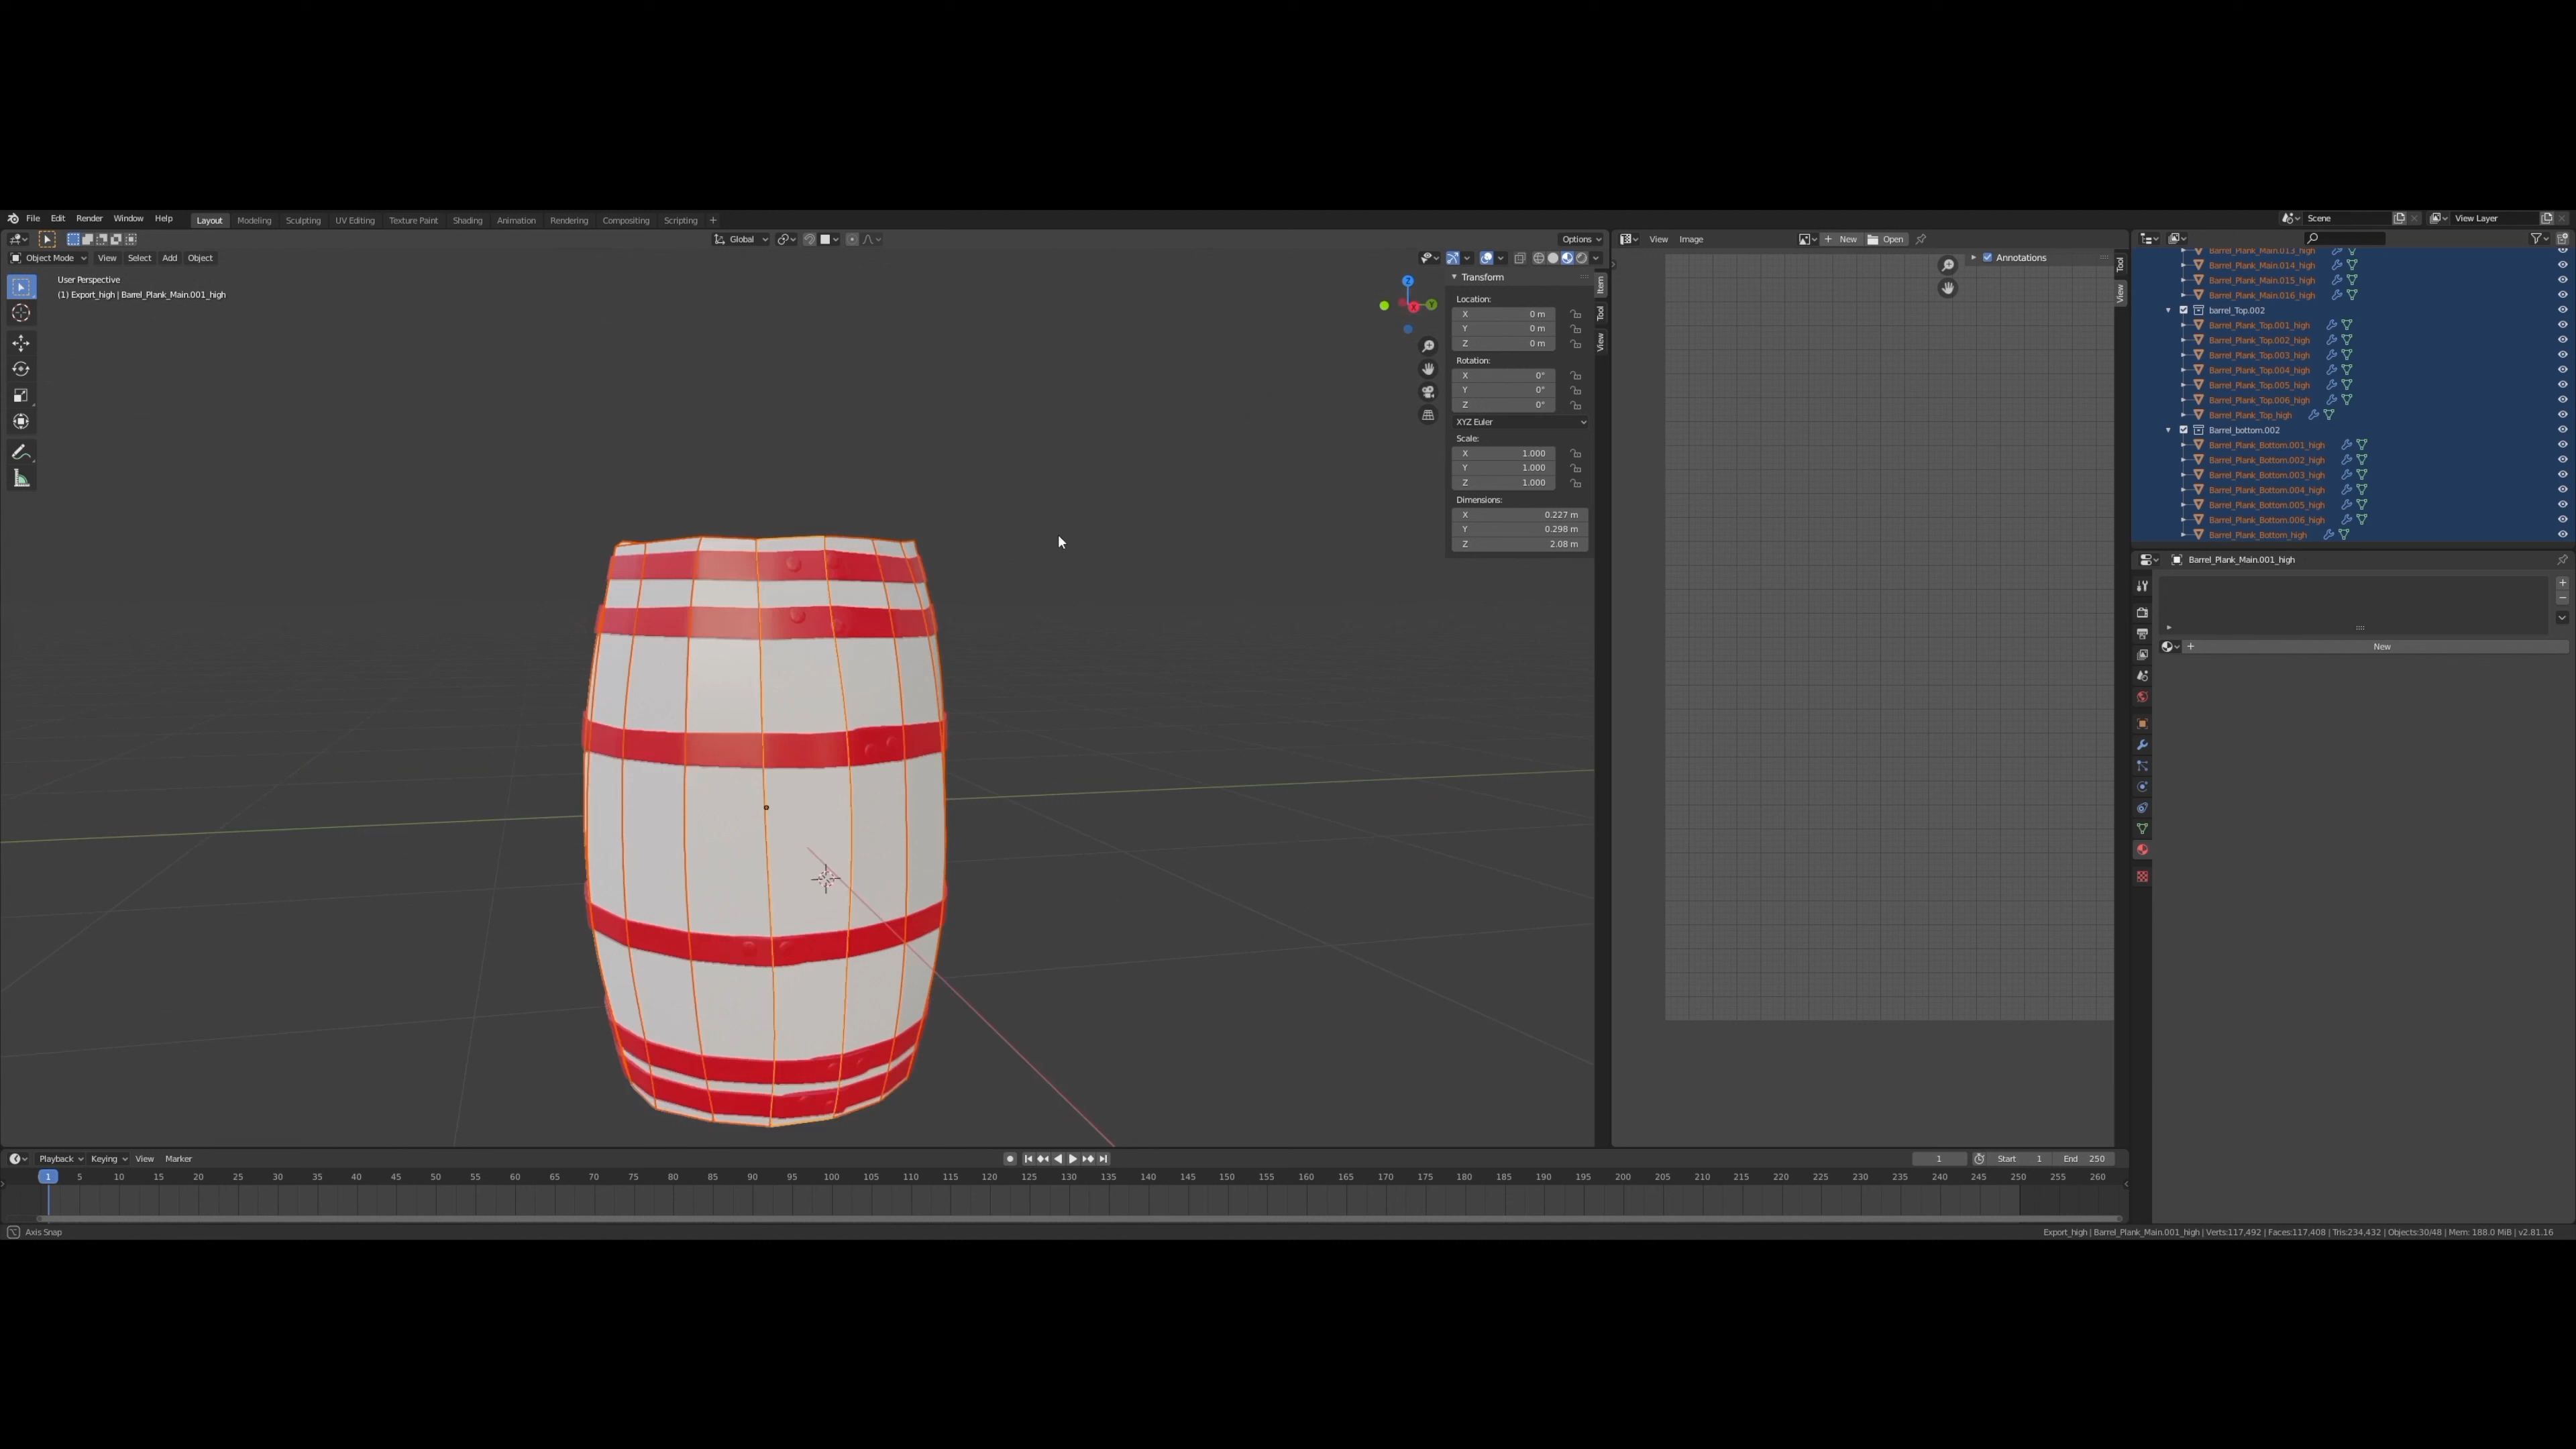 File Edit Render Window Help Layout Modeling Sculpting UV Editing Texture Paint Shading Animation Rendering Compositing Scripting + Scene View Layer
Global Options View Image New Open
Object Mode View Select Add Object
User Perspective
(1) Export_high | Barrel_Plank_Main.001_high
Z
Y
X
Transform
Location:
X 0 m
Y 0 m
Z 0 m
Rotation:
X 0°
Y 0°
Z 0°
XYZ Euler
Scale:
X 1.000
Y 1.000
Z 1.000
Dimensions:
X 0.227 m
Y 0.298 m
Z 2.08 m
Item
Tool
View
Annotations
Tool
View
Barrel_Plank_Main.013_high
Barrel_Plank_Main.014_high
Barrel_Plank_Main.015_high
Barrel_Plank_Main.016_high
barrel_Top.002
Barrel_Plank_Top.001_high
Barrel_Plank_Top.002_high
Barrel_Plank_Top.003_high
Barrel_Plank_Top.004_high
Barrel_Plank_Top.005_high
Barrel_Plank_Top.006_high
Barrel_Plank_Top_high
Barrel_bottom.002
Barrel_Plank_Bottom.001_high
Barrel_Plank_Bottom.002_high
Barrel_Plank_Bottom.003_high
Barrel_Plank_Bottom.004_high
Barrel_Plank_Bottom.005_high
Barrel_Plank_Bottom.006_high
Barrel_Plank_Bottom_high
Barrel_Plank_Main.001_high
New
Playback Keying View Marker 1 Start 1 End 250
1 5 10 15 20 25 30 35 40 45 50 55 60 65 70 75 80 85 90 95 100 105 110 115 120 125 130 135 140 145 150 155 160 165 170 175 180 185 190 195 200 205 210 215 220 225 230 235 240 245 250 255 260
Axis Snap
Export_high | Barrel_Plank_Main.001_high | Verts:117,492 | Faces:117,408 | Tris:234,432 | Objects:30/48 | Mem: 188.0 MiB | v2.81.16